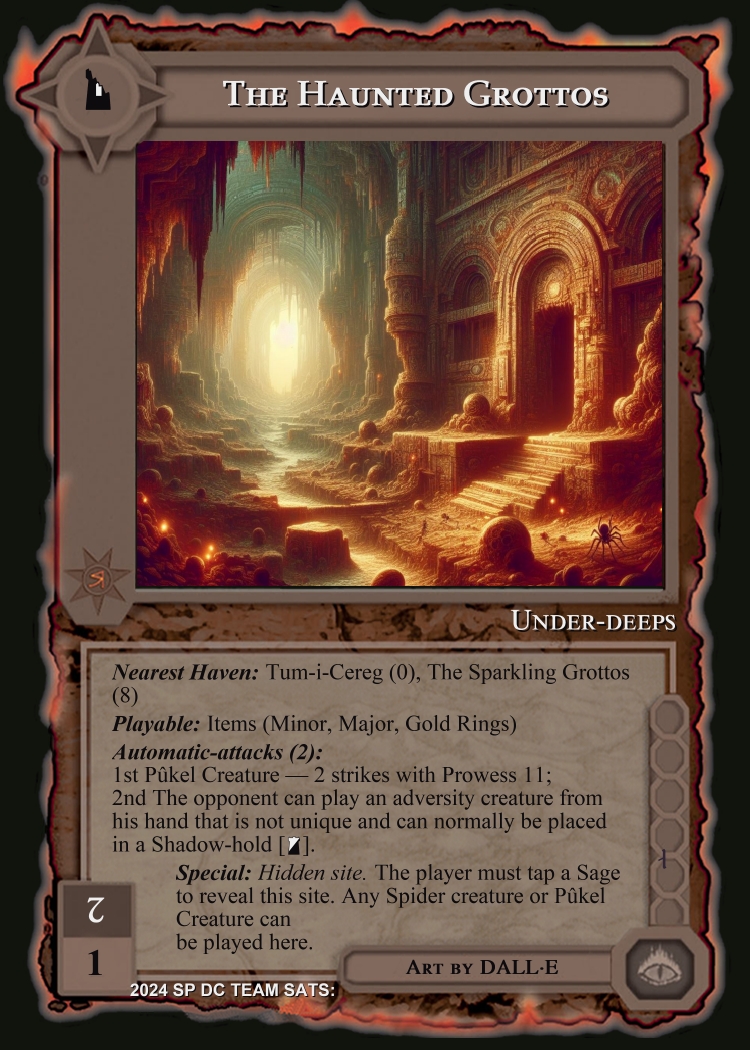 The Haunted Grottos
Under-deeps
Nearest Haven: Tum-i-Cereg (0), The Sparkling Grottos
(8)
Playable: Items (Minor, Major, Gold Rings)
Automatic-attacks (2):
1st Pûkel Creature — 2 strikes with Prowess 11;
2nd The opponent can play an adversity creature from
his hand that is not unique and can normally be placed
in a Shadow-hold [].
Special: Hidden site. The player must tap a Sage
to reveal this site. Any Spider creature or Pûkel
Creature can
be played here.
2
1
Art by DALL·E
2024 SP DC TEAM SATS: